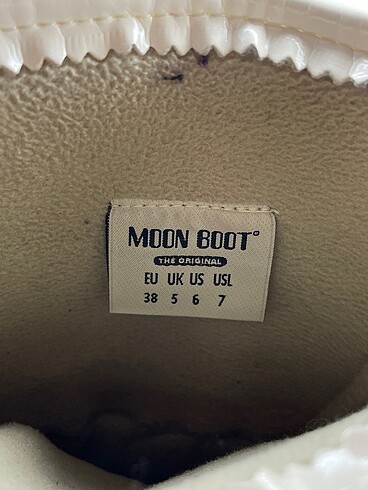 MOON BOOT®
THE ORIGINAL
EU UK US USL
38 5 6 7